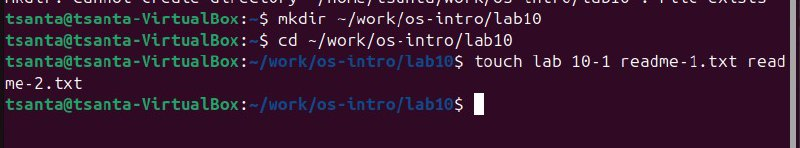 mkdir: cannot create directory '/home/tsanta/work/os-intro/lab10': File exists
tsanta@tsanta-VirtualBox:~$ mkdir ~/work/os-intro/lab10
tsanta@tsanta-VirtualBox:~$ cd ~/work/os-intro/lab10
tsanta@tsanta-VirtualBox:~/work/os-intro/lab10$ touch lab 10-1 readme-1.txt read
me-2.txt
tsanta@tsanta-VirtualBox:~/work/os-intro/lab10$